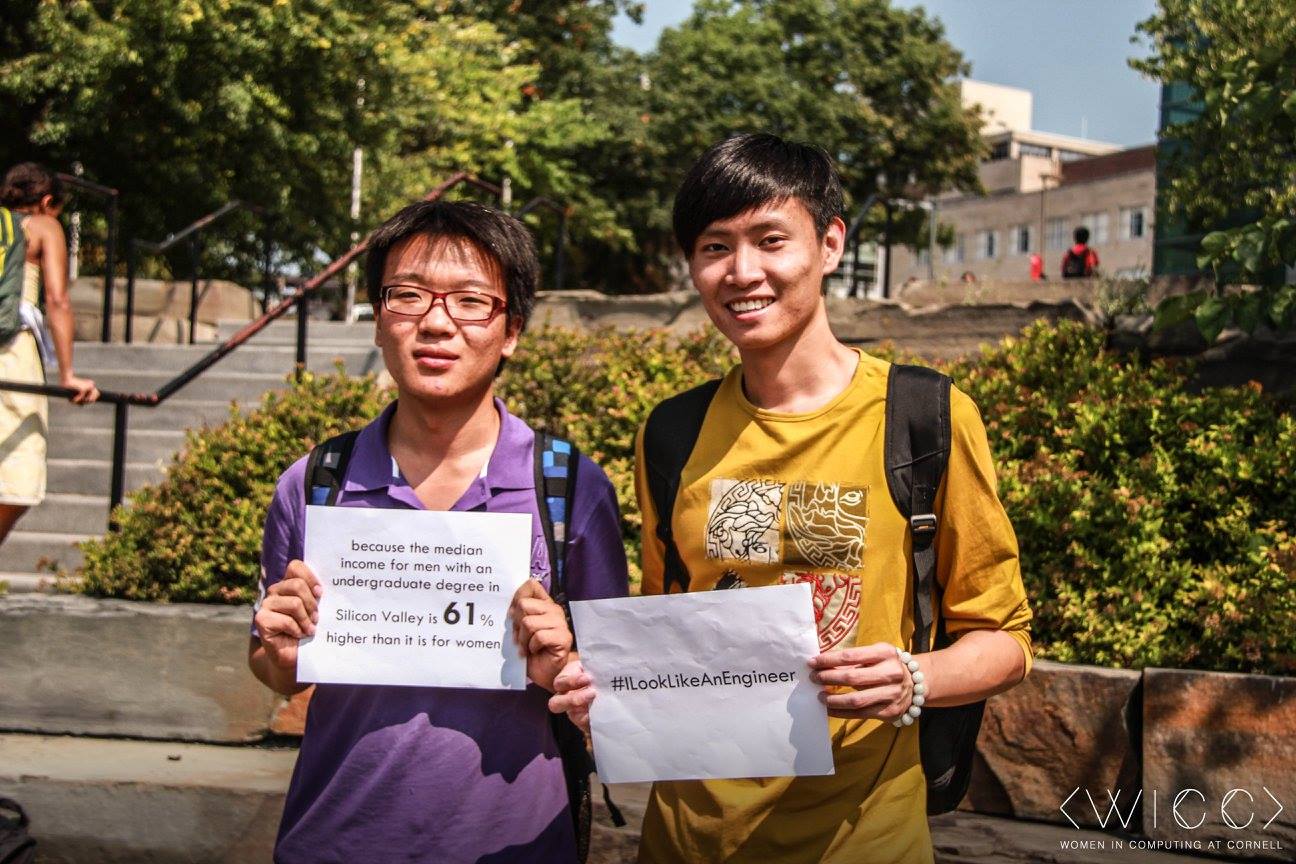 because the median
income for men with an
undergraduate degree in
Silicon Valley is 61%
higher than it is for women
#ILookLikeAnEngineer
<WICC>
WOMEN IN COMPUTING AT CORNELL